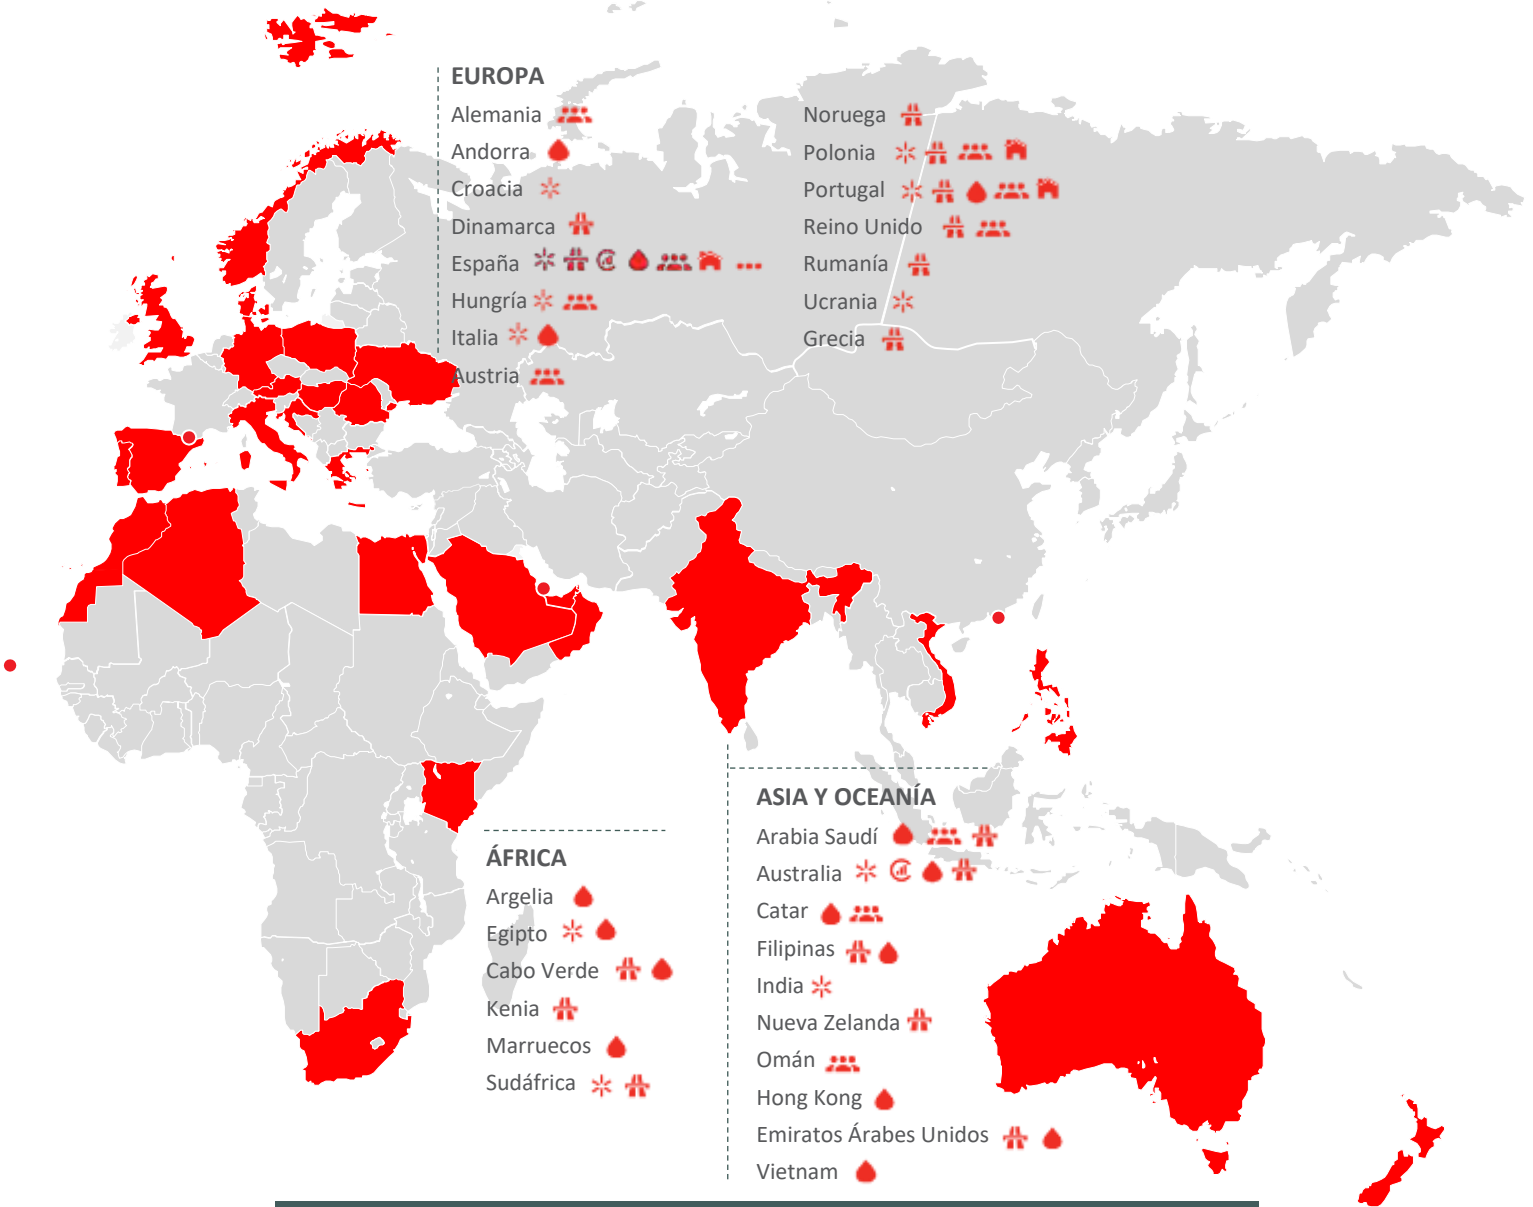 EUROPA
Alemania
Andorra
Croacia
Dinamarca
España
Hungría
Italia
Austria
Noruega
Polonia
Portugal
Reino Unido
Rumanía
Ucrania
Grecia
ÁFRICA
Argelia
Egipto
Cabo Verde
Kenia
Marruecos
Sudáfrica
ASIA Y OCEANÍA
Arabia Saudí
Australia
Catar
Filipinas
India
Nueva Zelanda
Omán
Hong Kong
Emiratos Árabes Unidos
Vietnam